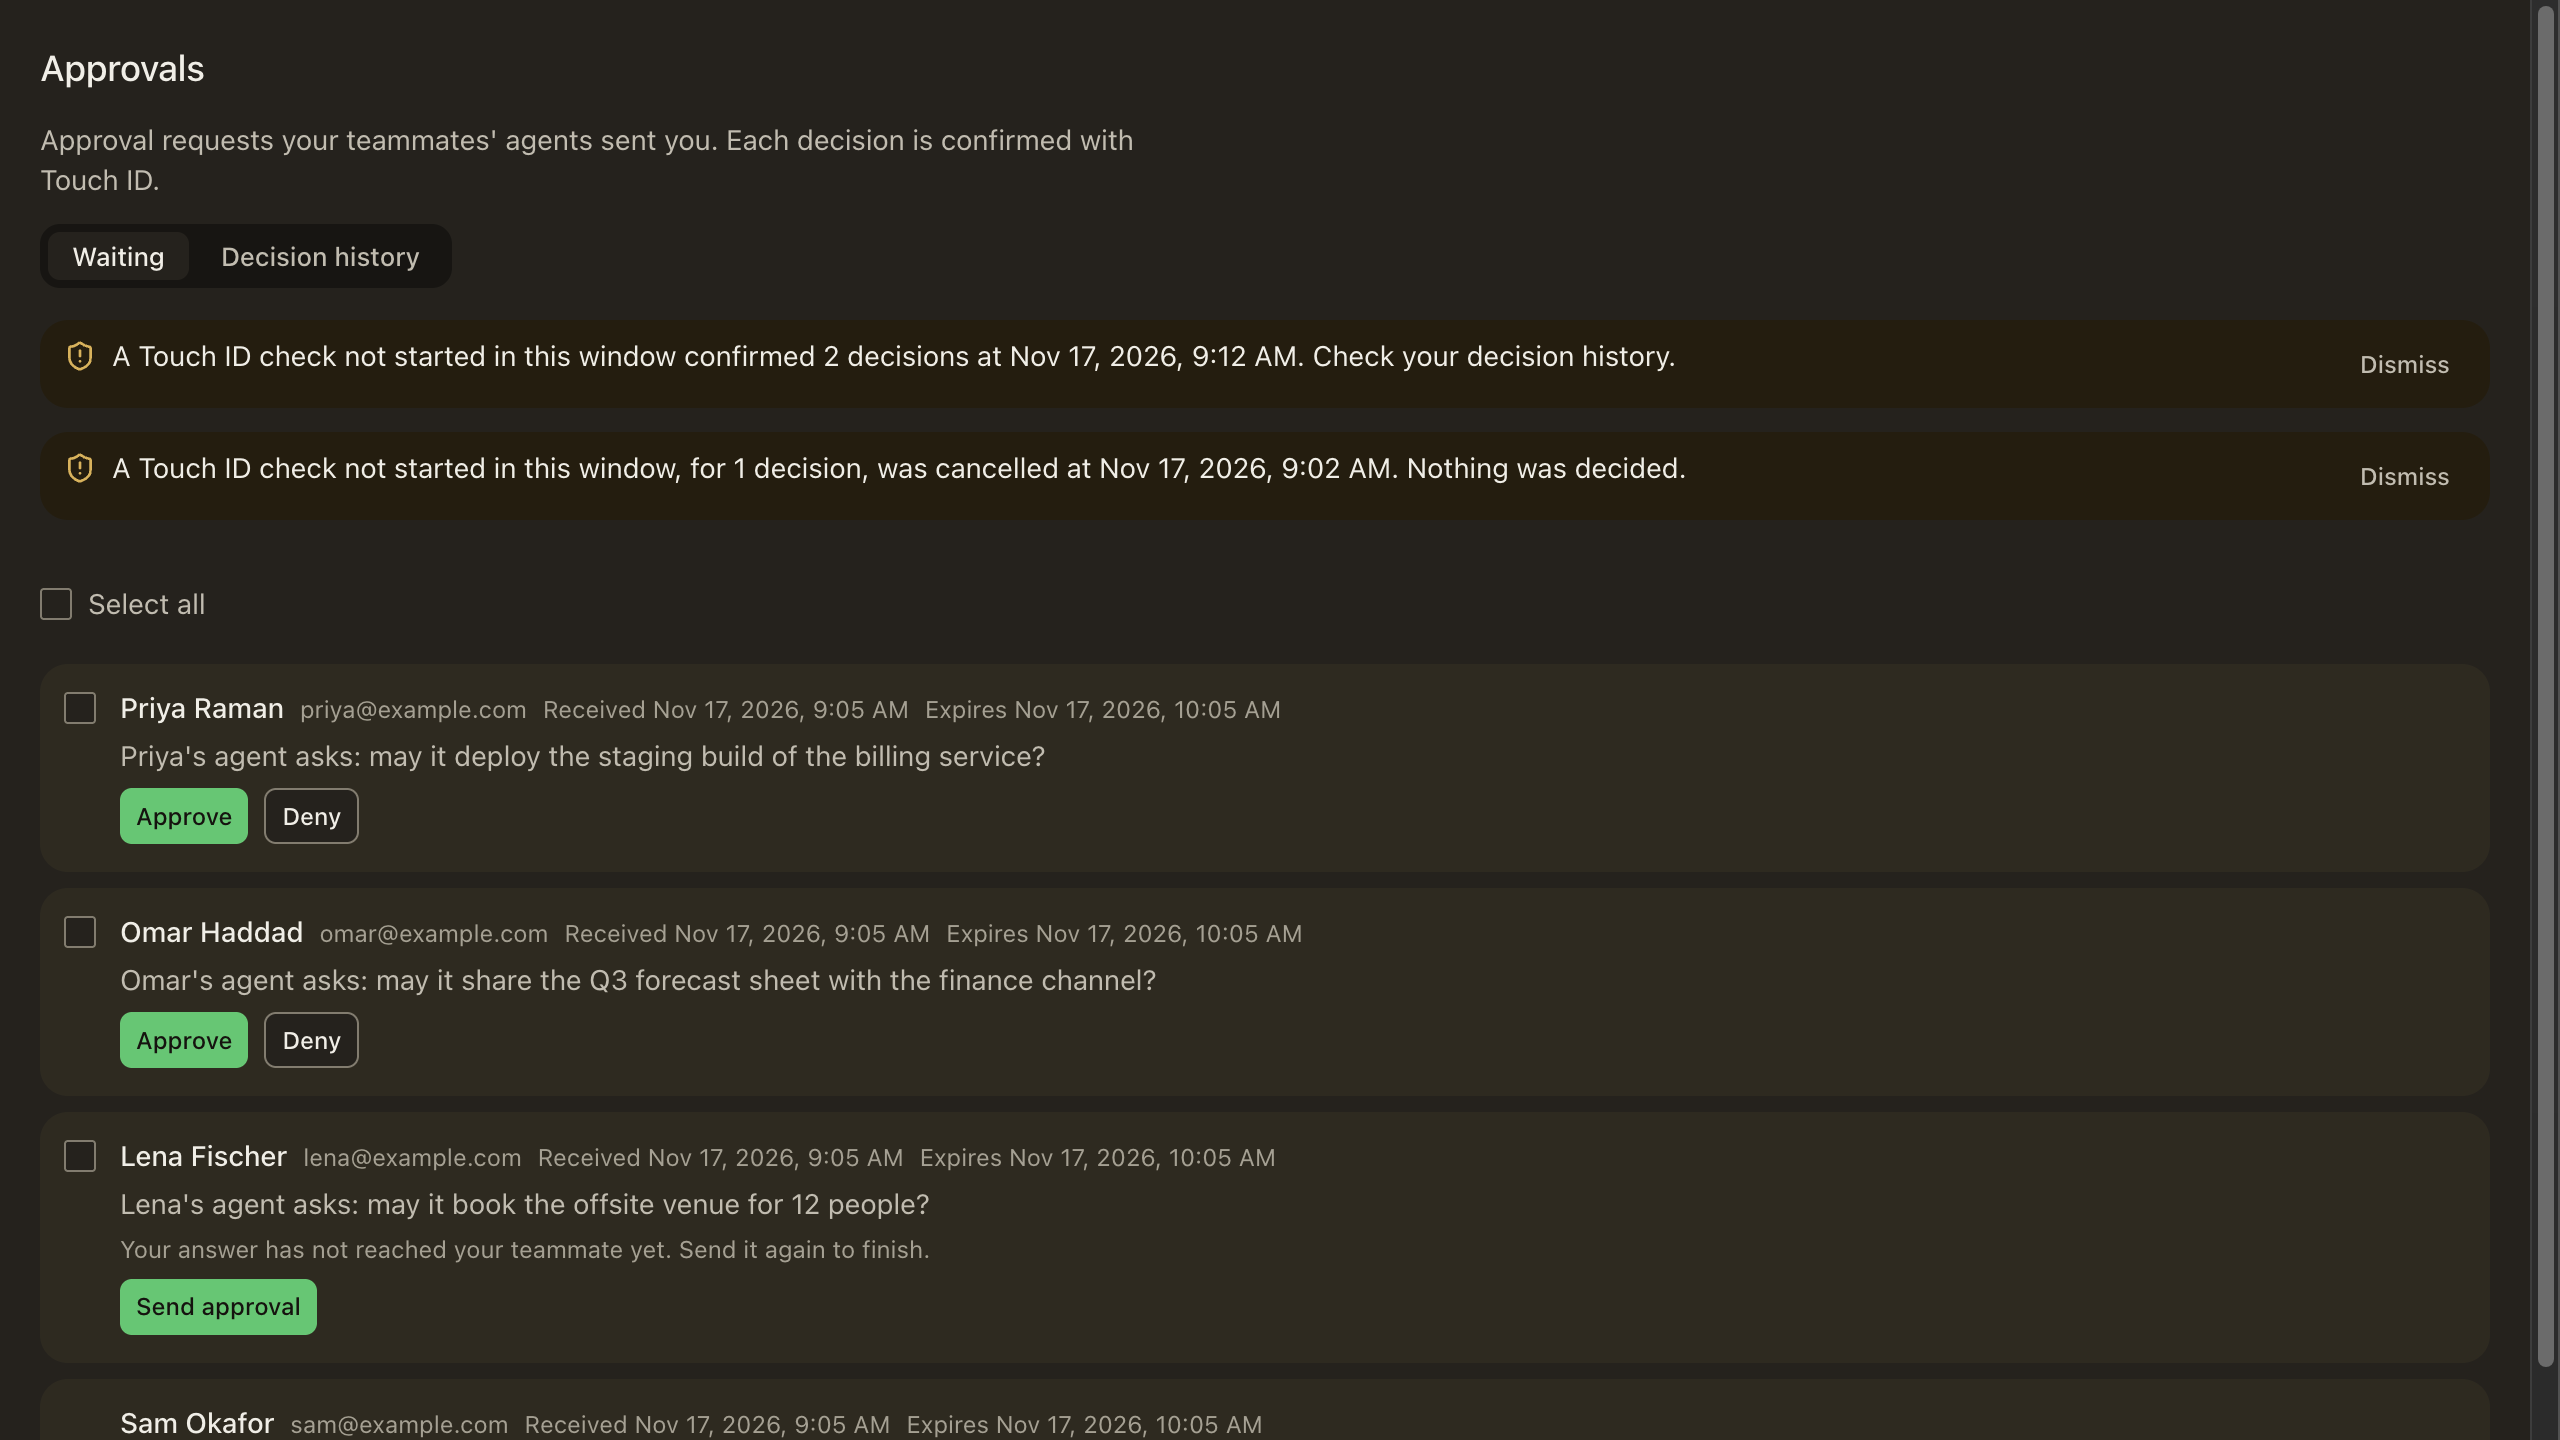 Approvals
Approval requests your teammates' agents sent you. Each decision is confirmed with
Touch ID.
Waiting
Decision history
A Touch ID check not started in this window confirmed 2 decisions at Nov 17, 2026, 9:12 AM. Check your decision history.
Dismiss
A Touch ID check not started in this window, for 1 decision, was cancelled at Nov 17, 2026, 9:02 AM. Nothing was decided.
Dismiss
Select all
Priya Raman priya@example.com Received Nov 17, 2026, 9:05 AM Expires Nov 17, 2026, 10:05 AM
Priya's agent asks: may it deploy the staging build of the billing service?
Approve Deny
Omar Haddad omar@example.com Received Nov 17, 2026, 9:05 AM Expires Nov 17, 2026, 10:05 AM
Omar's agent asks: may it share the Q3 forecast sheet with the finance channel?
Approve Deny
Lena Fischer lena@example.com Received Nov 17, 2026, 9:05 AM Expires Nov 17, 2026, 10:05 AM
Lena's agent asks: may it book the offsite venue for 12 people?
Your answer has not reached your teammate yet. Send it again to finish.
Send approval
Sam Okafor sam@example.com Received Nov 17, 2026, 9:05 AM Expires Nov 17, 2026, 10:05 AM